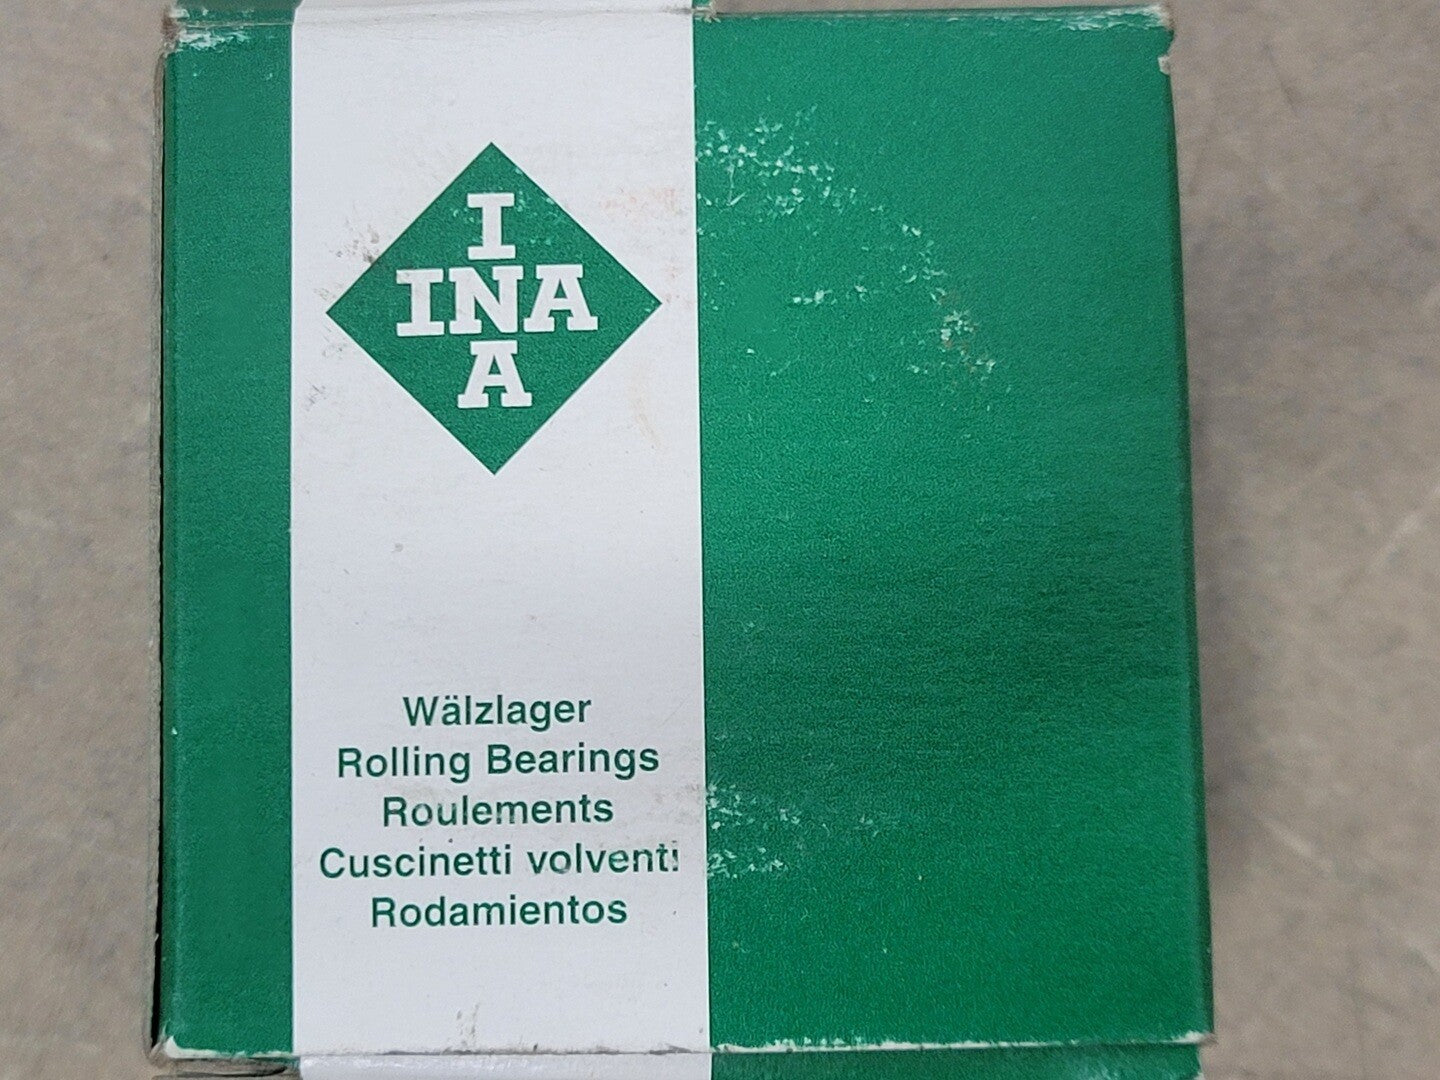 I
INA
A
Wälzlager
Rolling Bearings
Roulements
Cuscinetti volventi
Rodamientos